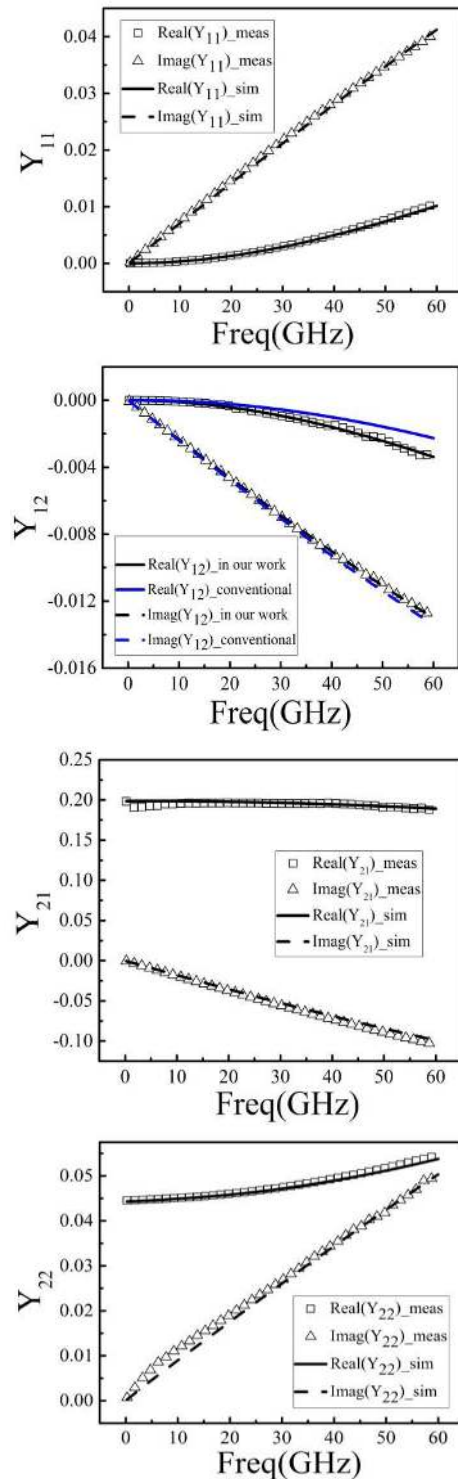 0.04
0.03
0.02
0.01
0.00
Y11
Real(Y11)_meas
Imag(Y11)_meas
Real(Y11)_sim
Imag(Y11)_sim
0 10 20 30 40 50 60
Freq(GHz)
0.000
-0.004
-0.008
-0.012
-0.016
Y12
Real(Y12)_in our work
Real(Y12)_conventional
Imag(Y12)_in our work
Imag(Y12)_conventional
0 10 20 30 40 50 60
Freq(GHz)
0.25
0.20
0.15
0.10
0.05
0.00
-0.05
-0.10
Y21
Real(Y21)_meas
Imag(Y21)_meas
Real(Y21)_sim
Imag(Y21)_sim
0 10 20 30 40 50 60
Freq(GHz)
0.05
0.04
0.03
0.02
0.01
0.00
Y22
Real(Y22)_meas
Imag(Y22)_meas
Real(Y22)_sim
Imag(Y22)_sim
0 10 20 30 40 50 60
Freq(GHz)